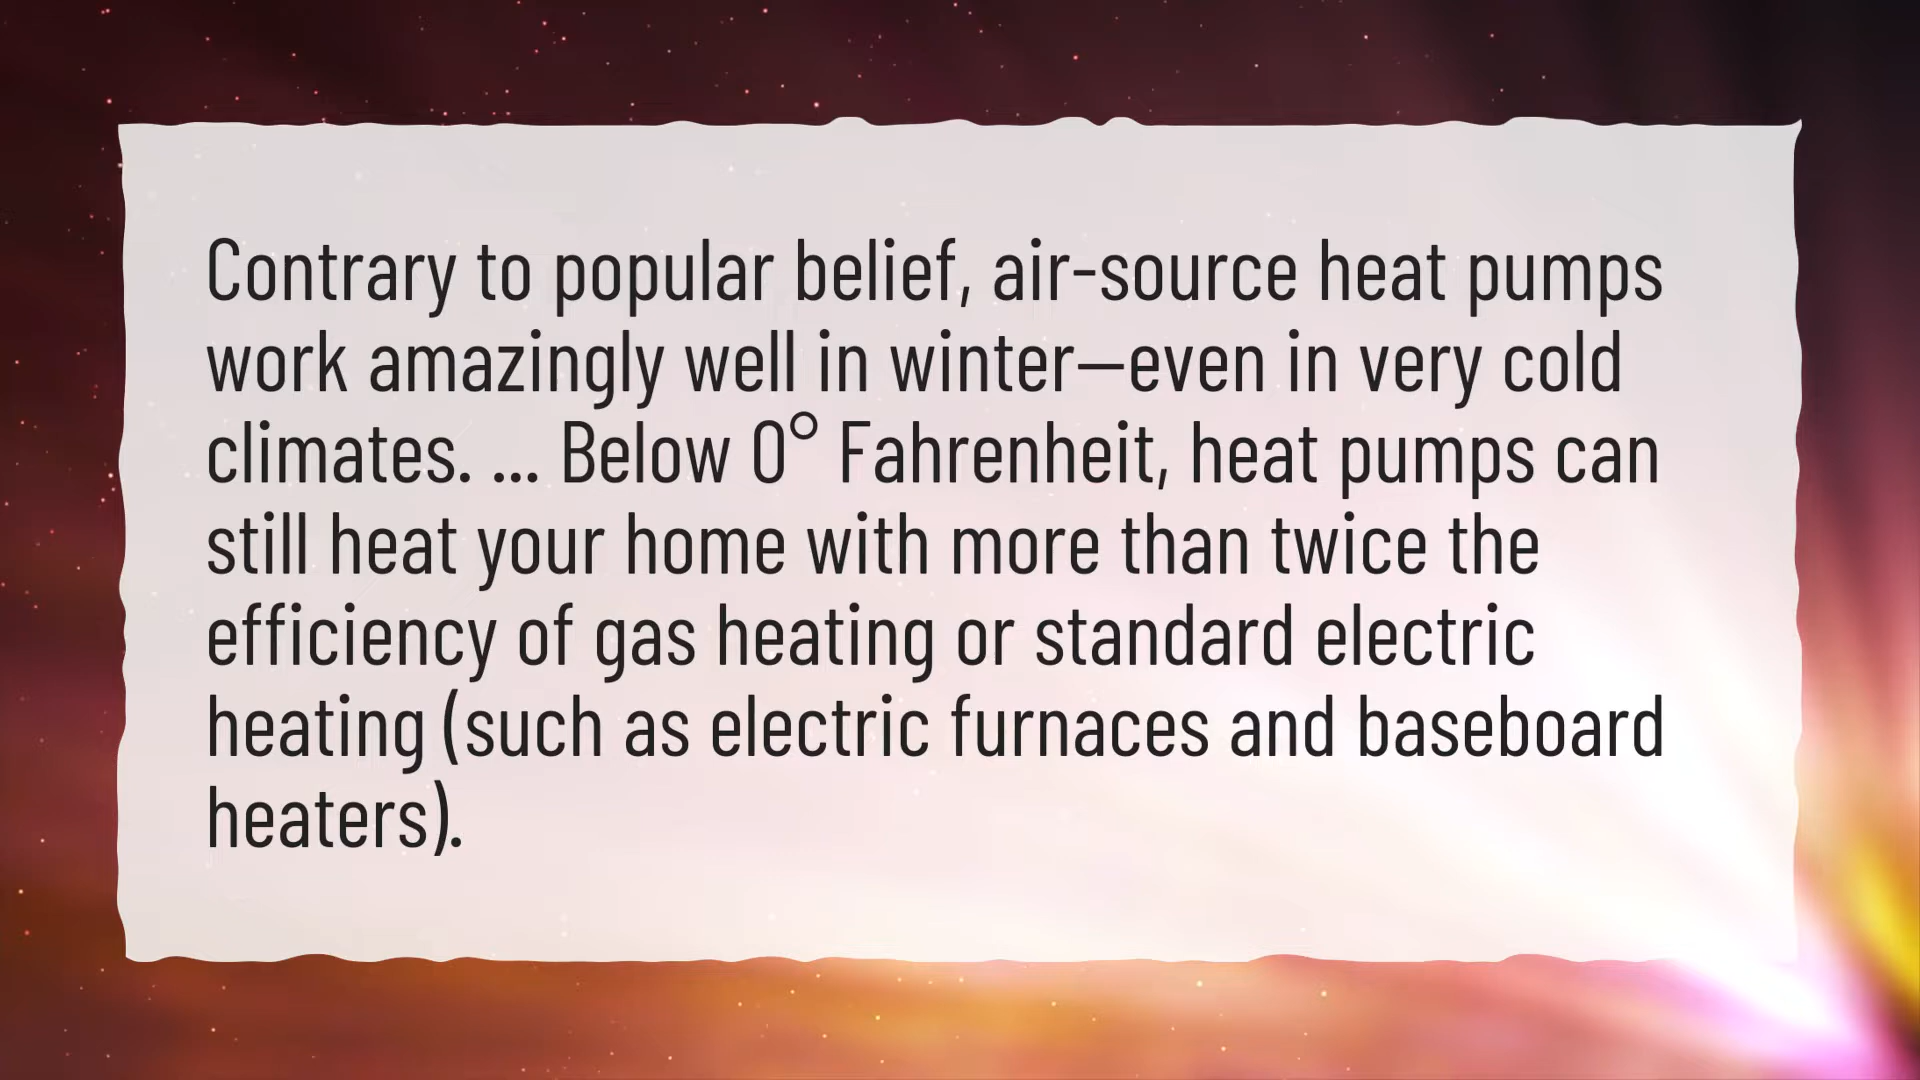 Contrary to popular belief, air-source heat pumps
work amazingly well in winter—even in very cold
climates. ... Below 0° Fahrenheit, heat pumps can
still heat your home with more than twice the
efficiency of gas heating or standard electric
heating (such as electric furnaces and baseboard
heaters).